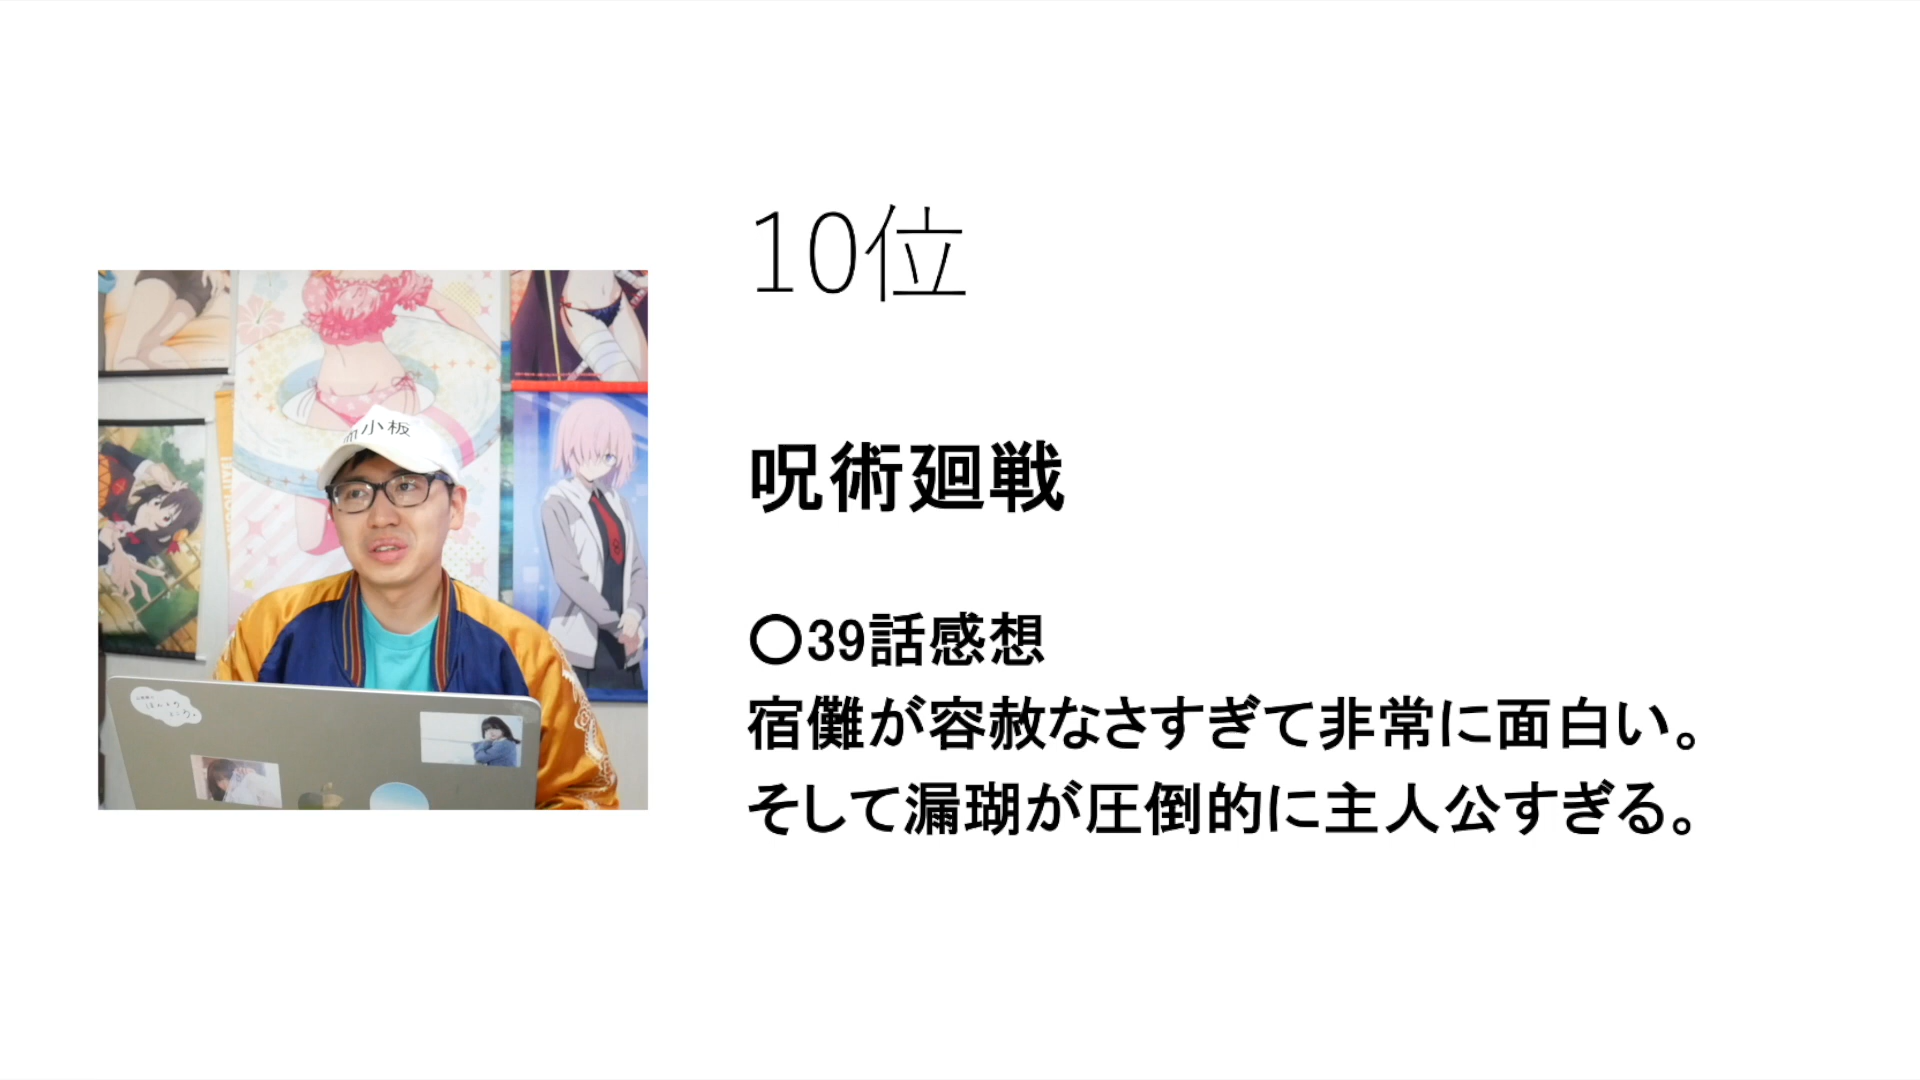 10位
呪術廻戦
〇39話感想
宿儺が容赦なさすぎて非常に面白い。
そして漏瑚が圧倒的に主人公すぎる。
小板